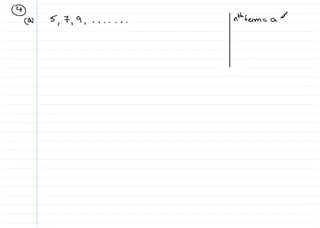 4
(a) 5, 7, 9, .......
nth term = a